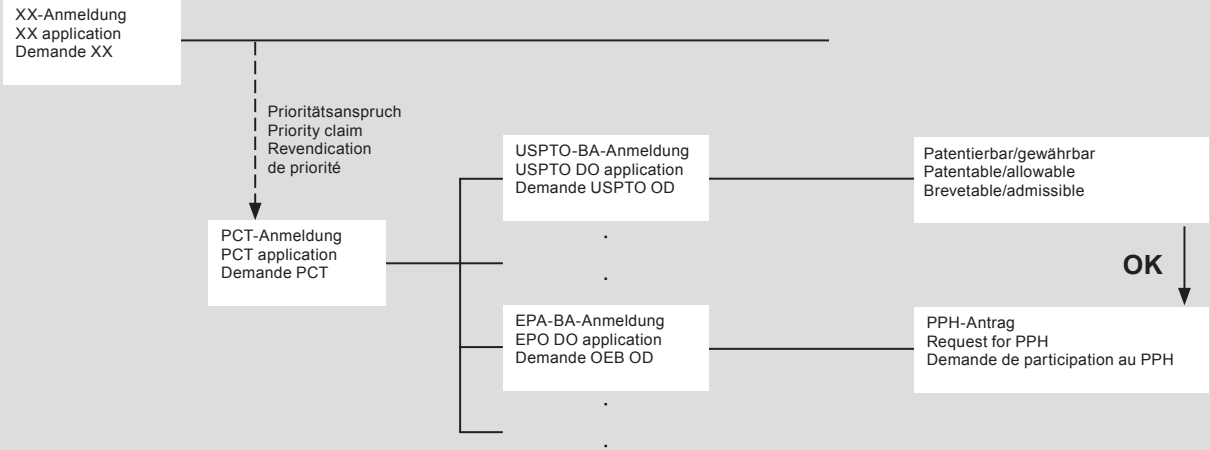 XX-Anmeldung
XX application
Demande XX
Prioritätsanspruch
Priority claim
Revendication
de priorité
PCT-Anmeldung
PCT application
Demande PCT
USPTO-BA-Anmeldung
USPTO DO application
Demande USPTO OD
.
.
EPA-BA-Anmeldung
EPO DO application
Demande OEB OD
.
.
Patentierbar/gewährbar
Patentable/allowable
Brevetable/admissible
OK
PPH-Antrag
Request for PPH
Demande de participation au PPH